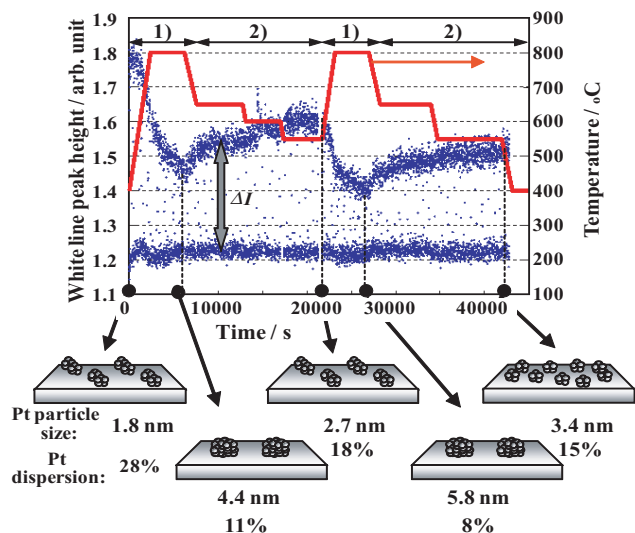 1) 2) 1) 2)
White line peak height / arb. unit
1.9
1.8
1.7
1.6
1.5
1.4
1.3
1.2
1.1
900
800
700
600
500
400
300
200
100
Temperature / ₒC
ΔI
0 10000 20000 30000 40000
Time / s
Pt particle size: 1.8 nm 2.7 nm 3.4 nm
Pt dispersion: 28% 18% 15%
4.4 nm 5.8 nm
11% 8%